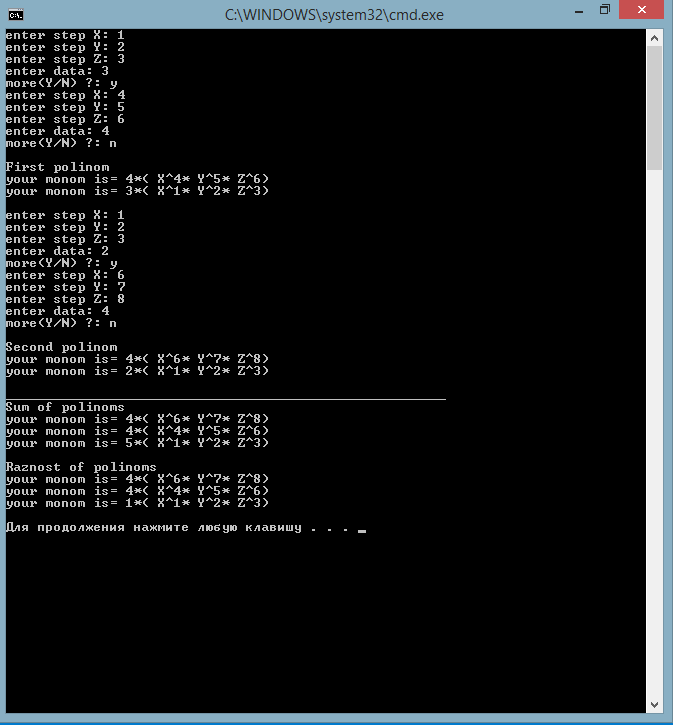 C:\WINDOWS\system32\cmd.exe
enter step X: 1
enter step Y: 2
enter step Z: 3
enter data: 3
more(Y/N) ?: y
enter step X: 4
enter step Y: 5
enter step Z: 6
enter data: 4
more(Y/N) ?: n
First polinom
your monom is= 4*( X^4* Y^5* Z^6)
your monom is= 3*( X^1* Y^2* Z^3)
enter step X: 1
enter step Y: 2
enter step Z: 3
enter data: 2
more(Y/N) ?: y
enter step X: 6
enter step Y: 7
enter step Z: 8
enter data: 4
more(Y/N) ?: n
Second polinom
your monom is= 4*( X^6* Y^7* Z^8)
your monom is= 2*( X^1* Y^2* Z^3)
Sum of polinoms
your monom is= 4*( X^6* Y^7* Z^8)
your monom is= 4*( X^4* Y^5* Z^6)
your monom is= 5*( X^1* Y^2* Z^3)
Raznost of polinoms
your monom is= 4*( X^6* Y^7* Z^8)
your monom is= 4*( X^4* Y^5* Z^6)
your monom is= 1*( X^1* Y^2* Z^3)
Для продолжения нажмите любую клавишу . . . _